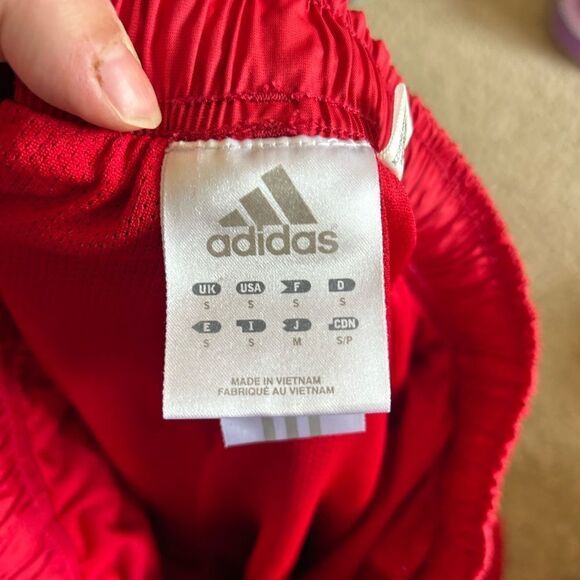 adidas
UK USA F D
S S S S
E I J CDN
S S M S/P
MADE IN VIETNAM
FABRIQUÉ AU VIETNAM